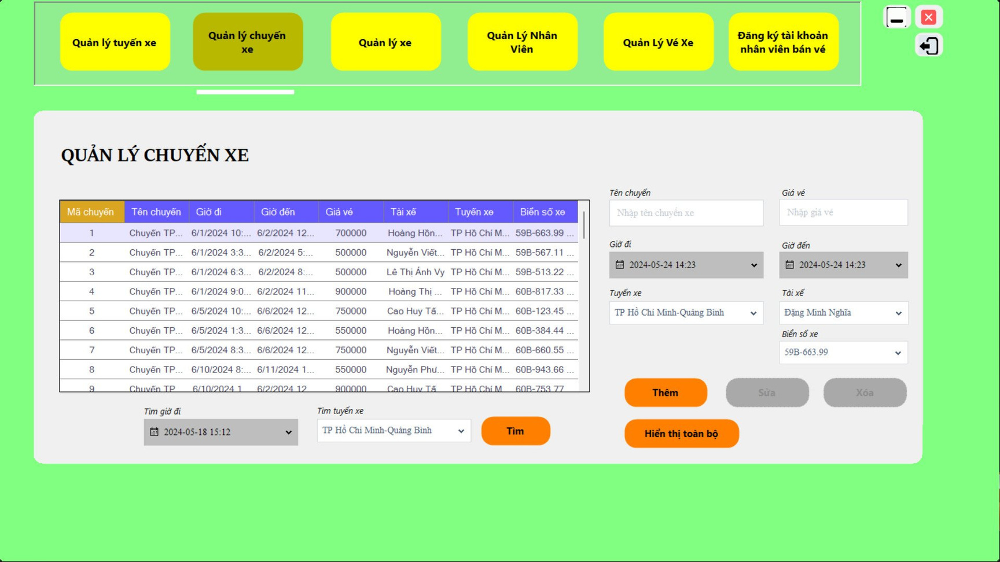 Quản lý tuyến xe
Quản lý chuyến
xe
Quản lý xe
Quản Lý Nhân
Viên
Quản Lý Vé Xe
Đăng ký tài khoản
nhân viên bán vé
QUẢN LÝ CHUYẾN XE
Mã chuyến Tên chuyến Giờ đi Giờ đến Giá vé Tài xế Tuyến xe Biển số xe
1 Chuyến TP... 6/1/2024 10:... 6/2/2024 12... 700000 Hoàng Hồn... TP Hồ Chí M... 59B-663.99 ...
2 Chuyến TP... 6/1/2024 3:3... 6/2/2024 5:... 500000 Nguyễn Viết... TP Hồ Chí M... 59B-567.11 ...
3 Chuyến TP... 6/1/2024 6:3... 6/2/2024 8:... 500000 Lê Thị Ánh Vy TP Hồ Chí M... 59B-513.22 ...
4 Chuyến TP... 6/1/2024 9:0... 6/2/2024 11... 900000 Hoàng Thị ... TP Hồ Chí M... 60B-817.33 ...
5 Chuyến TP... 6/5/2024 10:... 6/6/2024 12... 750000 Cao Huy Tấ... TP Hồ Chí M... 60B-123.45 ...
6 Chuyến TP... 6/5/2024 1:3... 6/6/2024 12... 550000 Hoàng Hồn... TP Hồ Chí M... 60B-384.44 ...
7 Chuyến TP... 6/5/2024 8:3... 6/6/2024 12... 750000 Nguyễn Viết... TP Hồ Chí M... 60B-660.55 ...
8 Chuyến TP... 6/10/2024 8:... 6/11/2024 1... 550000 Nguyễn Phư... TP Hồ Chí M... 60B-943.66 ...
9 Chuyến TP 6/10/2024 1 6/2/2024 12 900000 Cao Huy Tấ TP Hồ Chí M 60B-753.77
Tìm giờ đi
2024-05-18 15:12
Tìm tuyến xe
TP Hồ Chí Minh-Quảng Bình
Tìm
Tên chuyến
Nhập tên chuyến xe
Giá vé
Nhập giá vé
Giờ đi
2024-05-24 14:23
Giờ đến
2024-05-24 14:23
Tuyến xe
TP Hồ Chí Minh-Quảng Bình
Tài xế
Đặng Minh Nghĩa
Biển số xe
59B-663.99
Thêm
Sửa
Xóa
Hiển thị toàn bộ